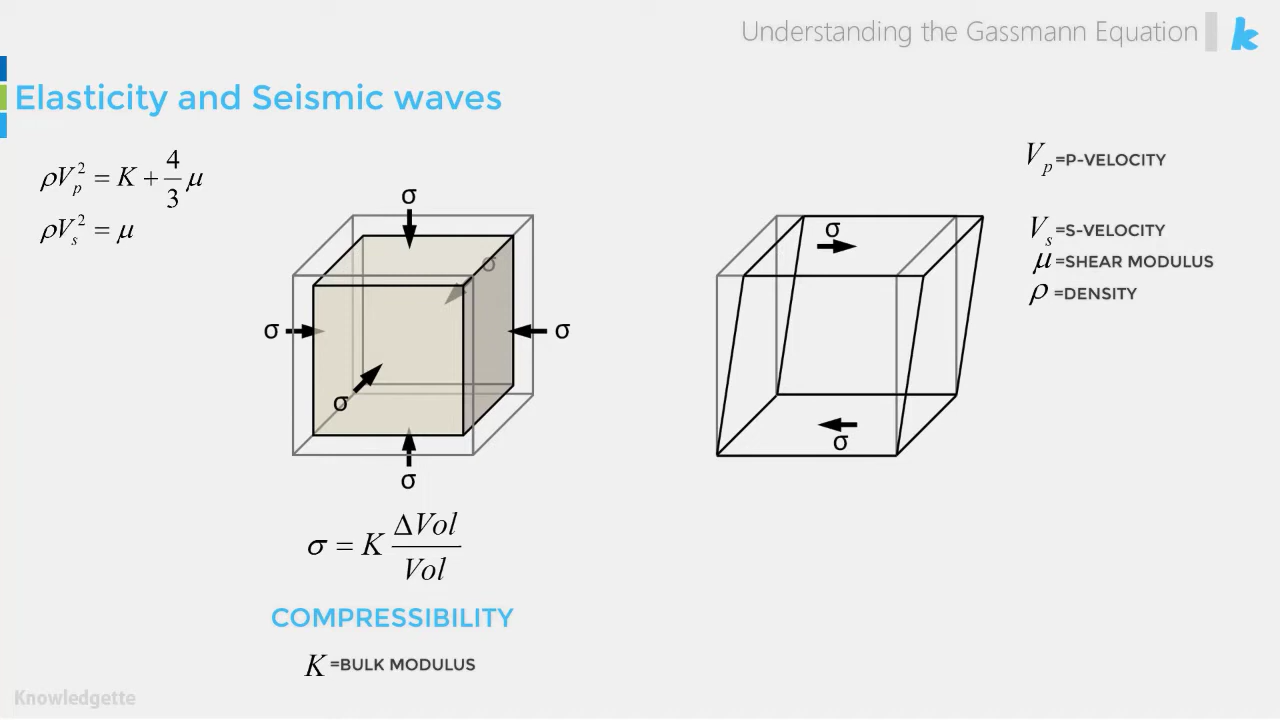 Understanding the Gassmann Equation
Elasticity and Seismic waves
ρV_p^2 = K + 4/3 μ
ρV_s^2 = μ
σ
σ
σ
σ
σ
σ
σ = K ΔVol/Vol
COMPRESSIBILITY
K =BULK MODULUS
σ
σ
V_p =P-VELOCITY
V_s =S-VELOCITY
μ =SHEAR MODULUS
ρ =DENSITY
Knowledgette